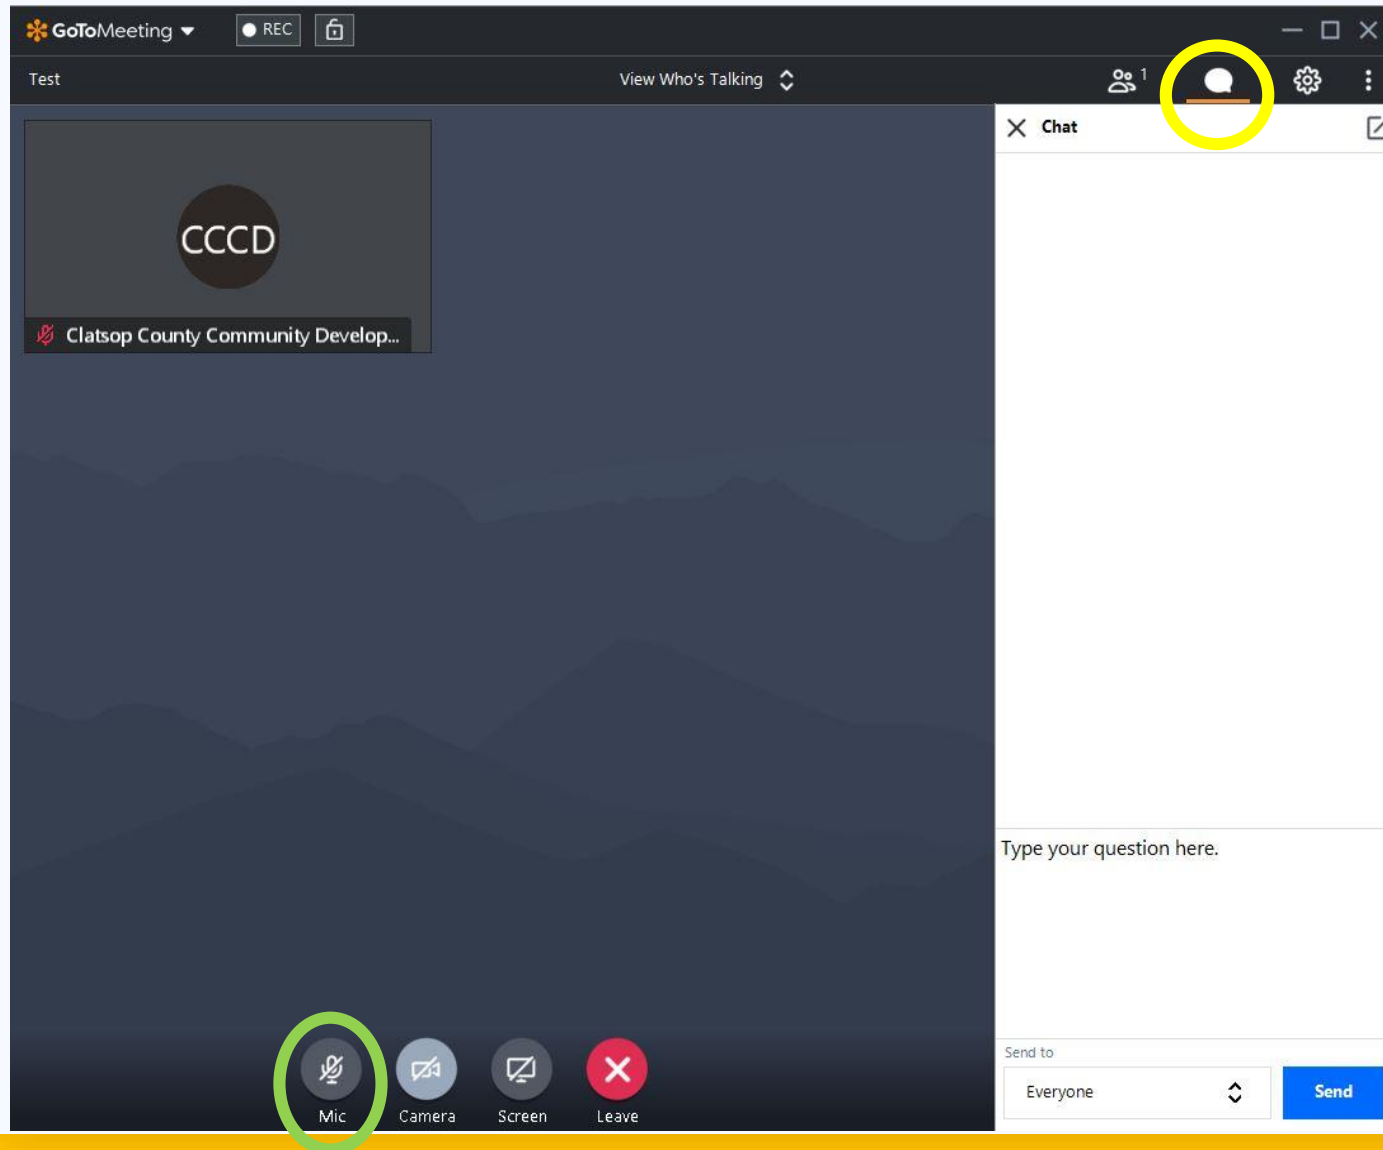 GoToMeeting
REC
Test
View Who's Talking
1
Chat
CCCD
Clatsop County Community Develop...
Type your question here.
Send to
Everyone
Send
Mic
Camera
Screen
Leave